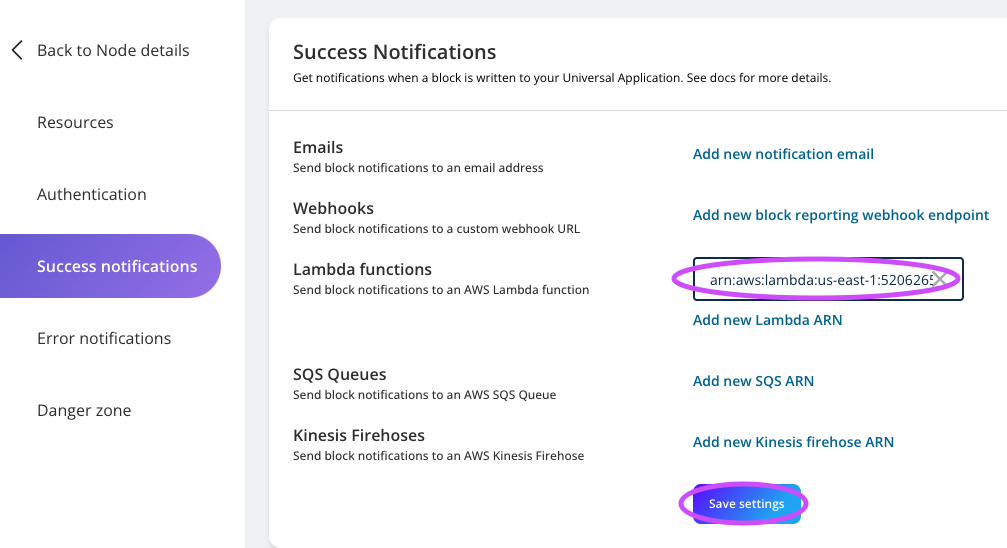 Back to Node details
Resources
Authentication
Success notifications
Error notifications
Danger zone
Success Notifications
Get notifications when a block is written to your Universal Application. See docs for more details.
Emails
Send block notifications to an email address
Add new notification email
Webhooks
Send block notifications to a custom webhook URL
Add new block reporting webhook endpoint
Lambda functions
Send block notifications to an AWS Lambda function
arn:aws:lambda:us-east-1:520626
Add new Lambda ARN
SQS Queues
Send block notifications to an AWS SQS Queue
Add new SQS ARN
Kinesis Firehoses
Send block notifications to an AWS Kinesis Firehose
Add new Kinesis firehose ARN
Save settings